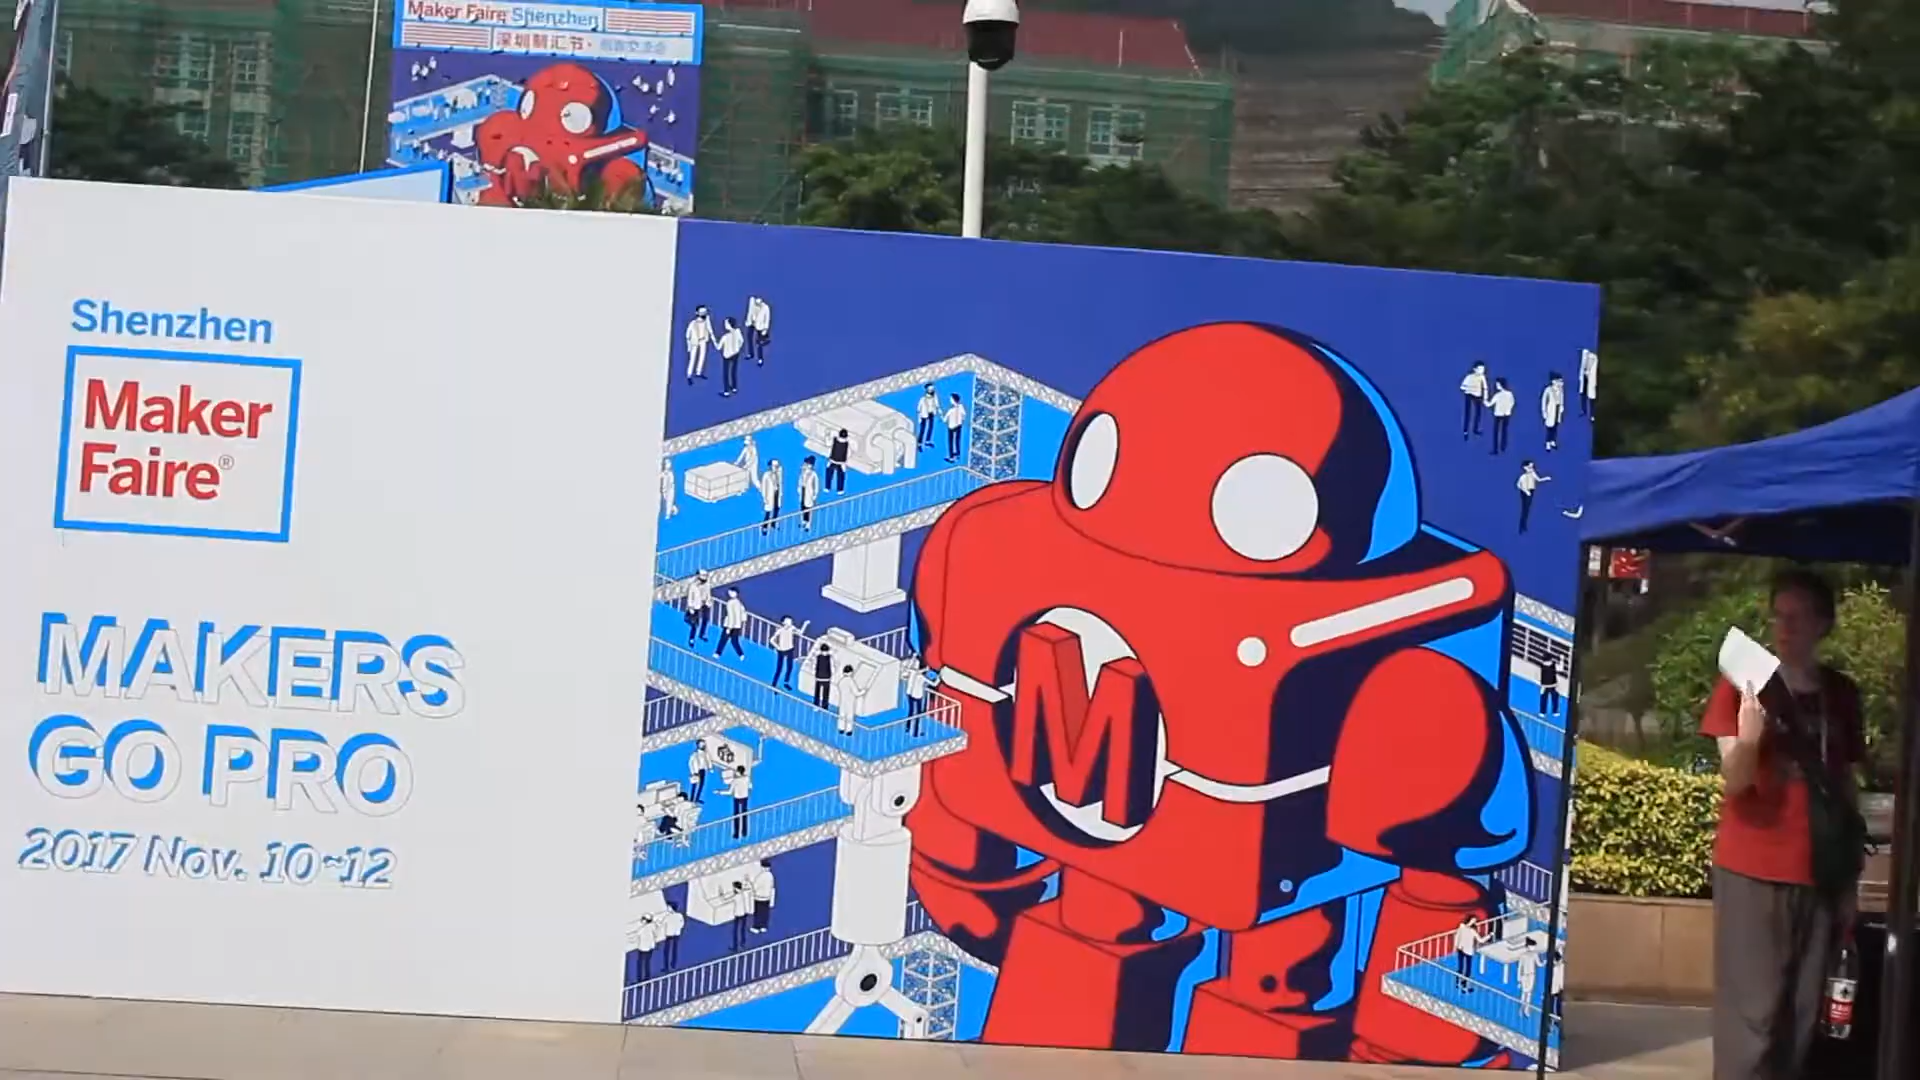 Maker Faire Shenzhen
深圳制汇节·
Shenzhen
Maker
Faire®
MAKERS
GO PRO
2017 Nov. 10~12
M